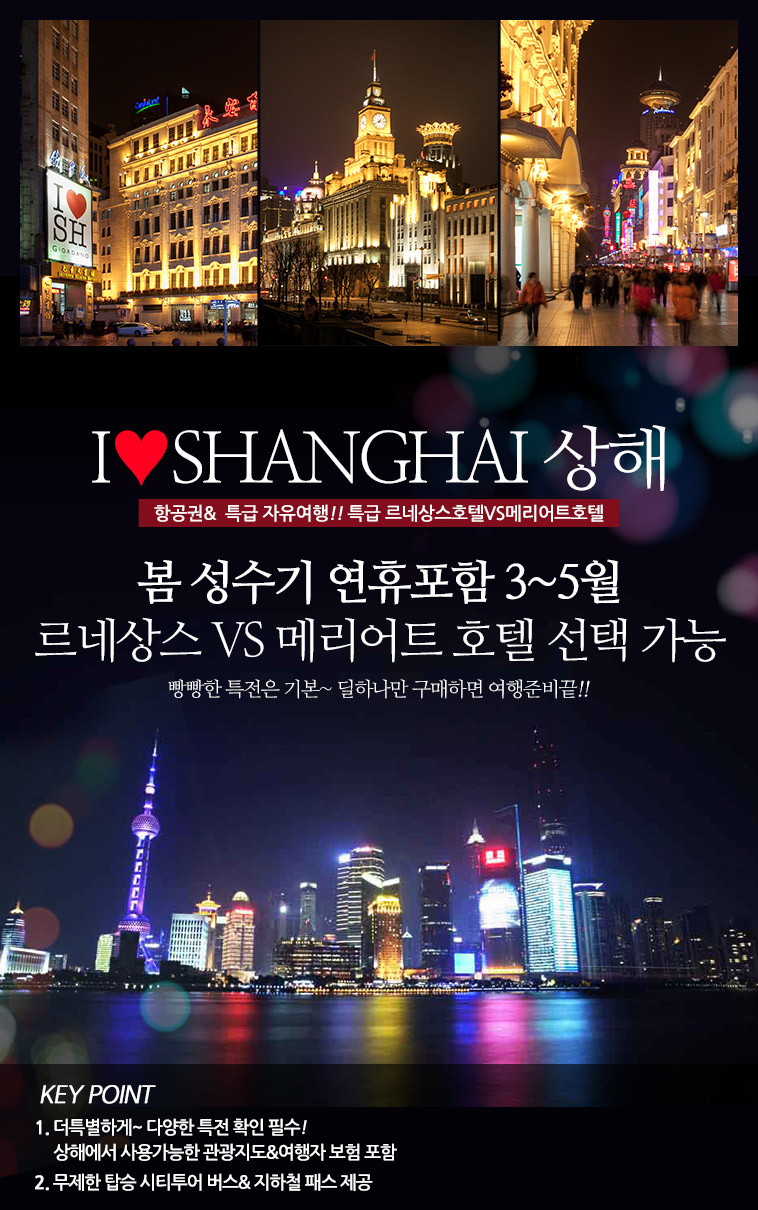 I ♥ SH
GIORDANO
I♥SHANGHAI 상해
항공권& 특급 자유여행!! 특급 르네상스호텔VS메리어트호텔
봄 성수기 연휴포함 3~5월
르네상스 VS 메리어트 호텔 선택 가능
빵빵한 특전은 기본~ 딜하나만 구매하면 여행준비끝!!
KEY POINT
1. 더특별하게~ 다양한 특전 확인 필수!
상해에서 사용가능한 관광지도&여행자 보험 포함
2. 무제한 탑승 시티투어 버스& 지하철 패스 제공